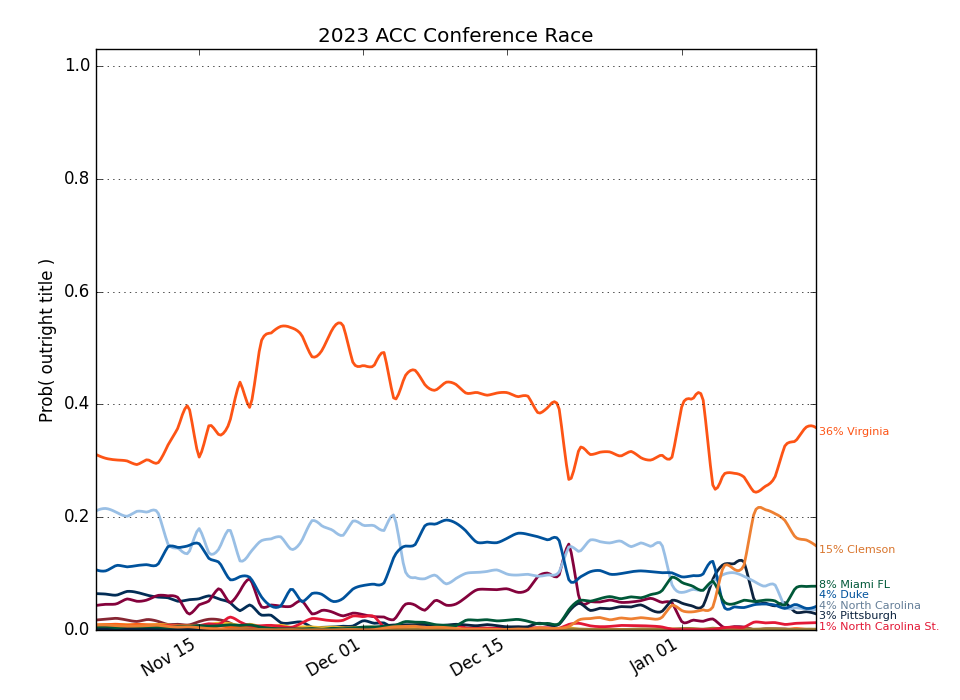 2023 ACC Conference Race
1.0
0.8
0.6
0.4
0.2
0.0
Prob( outright title )
36% Virginia
15% Clemson
8% Miami FL
4% Duke
4% North Carolina
3% Pittsburgh
1% North Carolina St.
Nov 15
Dec 01
Dec 15
Jan 01